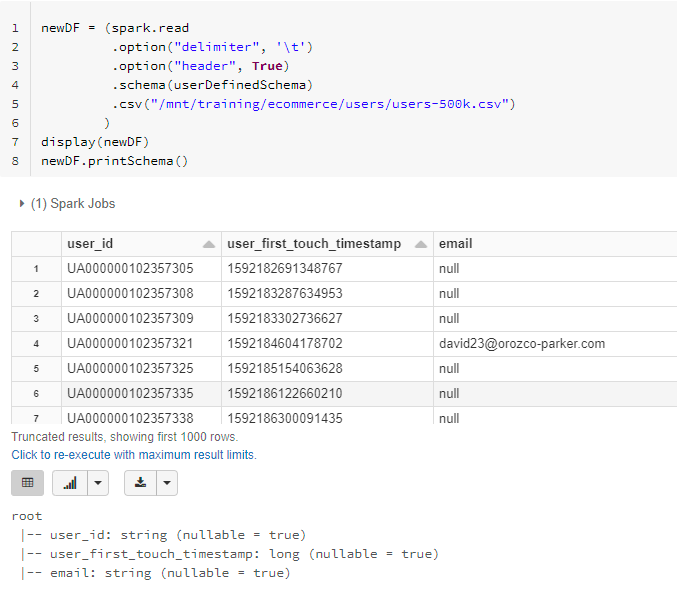 1 newDF = (spark.read
2 .option("delimiter", '\t')
3 .option("header", True)
4 .schema(userDefinedSchema)
5 .csv("/mnt/training/ecommerce/users/users-500k.csv")
6 )
7 display(newDF)
8 newDF.printSchema()
(1) Spark Jobs
user_id user_first_touch_timestamp email
1 UA000000102357305 1592182691348767 null
2 UA000000102357308 1592183287634953 null
3 UA000000102357309 1592183302736627 null
4 UA000000102357321 1592184604178702 david23@orozco-parker.com
5 UA000000102357325 1592185154063628 null
6 UA000000102357335 1592186122660210 null
7 UA000000102357338 1592186300091435 null
Truncated results, showing first 1000 rows.
Click to re-execute with maximum result limits.
root
|-- user_id: string (nullable = true)
|-- user_first_touch_timestamp: long (nullable = true)
|-- email: string (nullable = true)